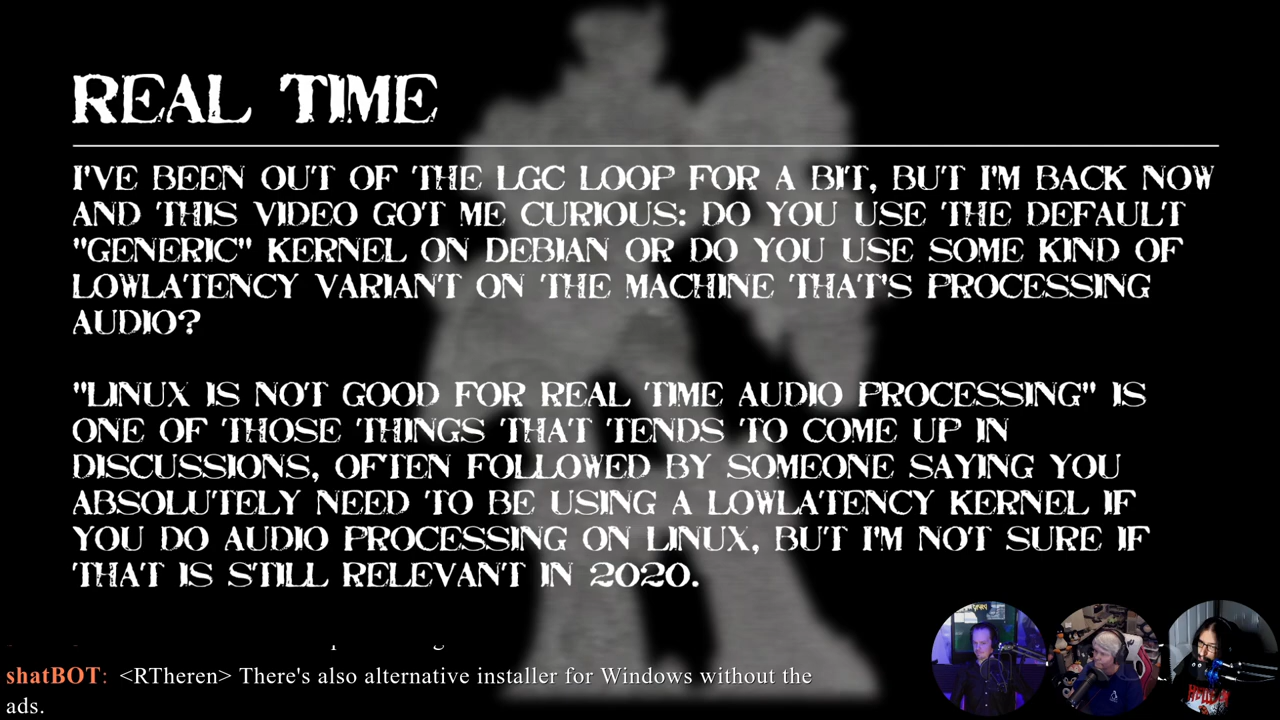 REAL TIME
I'VE BEEN OUT OF THE LGC LOOP FOR A BIT, BUT I'M BACK NOW
AND THIS VIDEO GOT ME CURIOUS: DO YOU USE THE DEFAULT
"GENERIC" KERNEL ON DEBIAN OR DO YOU USE SOME KIND OF
LOWLATENCY VARIANT ON THE MACHINE THAT'S PROCESSING
AUDIO?
"LINUX IS NOT GOOD FOR REAL TIME AUDIO PROCESSING" IS
ONE OF THOSE THINGS THAT TENDS TO COME UP IN
DISCUSSIONS, OFTEN FOLLOWED BY SOMEONE SAYING YOU
ABSOLUTELY NEED TO BE USING A LOWLATENCY KERNEL IF
YOU DO AUDIO PROCESSING ON LINUX, BUT I'M NOT SURE IF
THAT IS STILL RELEVANT IN 2020.
shatBOT: <RTheren> There's also alternative installer for Windows without the
ads.